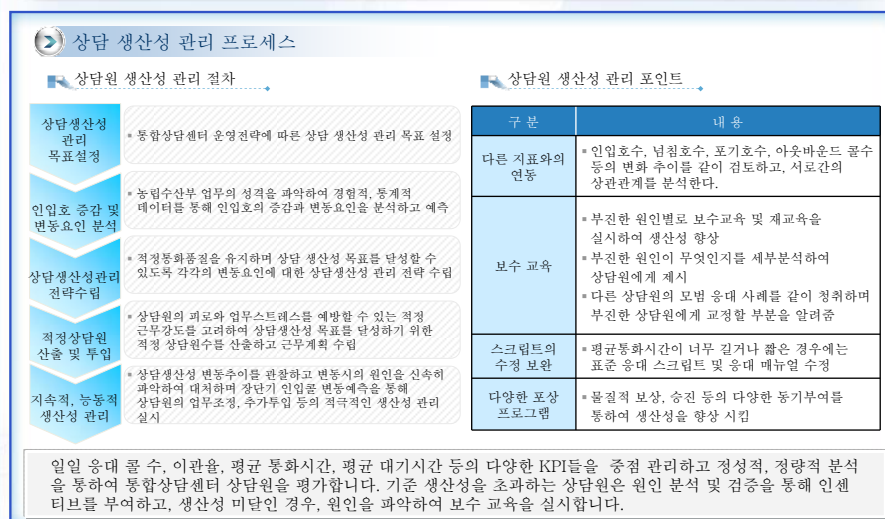 상담 생산성 관리 프로세스
상담원 생산성 관리 절차
상담생산성
관리
목표설정
▪ 통합상담센터 운영전략에 따른 상담 생산성 관리 목표 설정
인입호 증감 및
변동요인 분석
▪ 농림수산부 업무의 성격을 파악하여 경험적, 통계적
데이터를 통해 인입호의 증감과 변동요인을 분석하고 예측
상담생산성관리
전략수립
▪ 적정통화품질을 유지하며 상담 생산성 목표를 달성할 수
있도록 각각의 변동요인에 대한 상담생산성 관리 전략 수립
적정상담원
산출 및 투입
▪ 상담원의 피로와 업무스트레스를 예방할 수 있는 적정
근무강도를 고려하여 상담생산성 목표를 달성하기 위한
적정 상담원수를 산출하고 근무계획 수립
지속적, 능동적
생산성 관리
▪ 상담생산성 변동추이를 관찰하고 변동시의 원인을 신속히
파악하여 대처하며 장단기 인입콜 변동예측을 통해
상담원의 업무조정, 추가투입 등의 적극적인 생산성 관리
실시
상담원 생산성 관리 포인트
구 분 내 용
다른 지표와의
연동
▪ 인입호수, 넘침호수, 포기호수, 아웃바운드 콜수
등의 변화 추이를 같이 검토하고, 서로간의
상관관계를 분석한다.
보수 교육
▪ 부진한 원인별로 보수교육 및 재교육을
실시하여 생산성 향상
▪ 부진한 원인이 무엇인지를 세부분석하여
상담원에게 제시
▪ 다른 상담원의 모범 응대 사례를 같이 청취하며
부진한 상담원에게 교정할 부분을 알려줌
스크립트의
수정 보완
▪ 평균통화시간이 너무 길거나 짧은 경우에는
표준 응대 스크립트 및 응대 매뉴얼 수정
다양한 포상
프로그램
▪ 물질적 보상, 승진 등의 다양한 동기부여를
통하여 생산성을 향상 시킴
일일 응대 콜 수, 이관율, 평균 통화시간, 평균 대기시간 등의 다양한 KPI들을 중점 관리하고 정성적, 정량적 분석
을 통하여 통합상담센터 상담원을 평가합니다. 기준 생산성을 초과하는 상담원은 원인 분석 및 검증을 통해 인센
티브를 부여하고, 생산성 미달인 경우, 원인을 파악하여 보수 교육을 실시합니다.